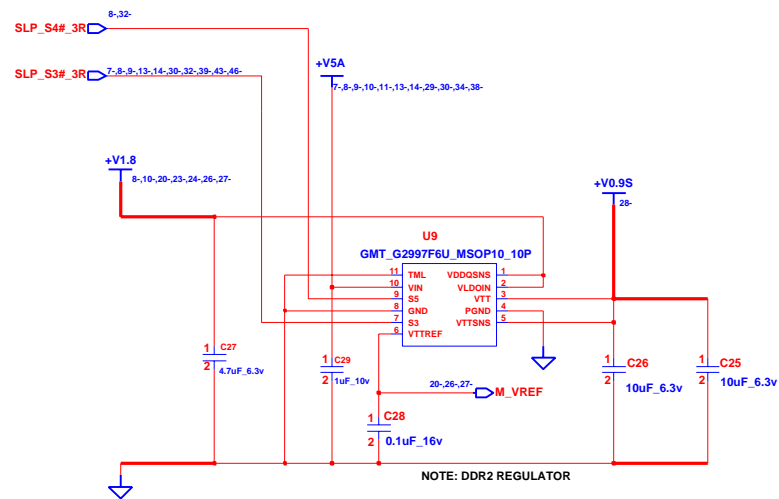 SLP_S4#_3R
8-,32-
SLP_S3#_3R
7-,8-,9-,13-,14-,30-,32-,39-,43-,46-
+V5A
7-,8-,9-,10-,11-,13-,14-,29-,30-,34-,38-
+V1.8
8-,10-,20-,23-,24-,26-,27-
+V0.9S
28-
U9
GMT_G2997F6U_MSOP10_10P
11 TML VDDQSNS 1
10 VIN VLDOIN 2
9 S5 VTT 3
8 GND PGND 4
7 S3 VTTSNS 5
6 VTTREF
1 C27
2 4.7uF_6.3v
1 C29
2 1uF_10v
20-,26-,27-
M_VREF
1 C28
2 0.1uF_16v
1 C26
2 10uF_6.3v
1 C25
2 10uF_6.3v
NOTE: DDR2 REGULATOR